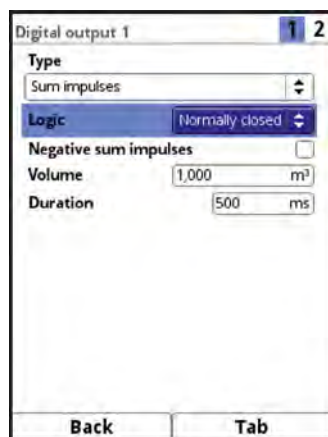 Digital output 1 1 2
Type
Sum impulses
Logic Normally closed
Negative sum impulses
Volume 1,000 m³
Duration 500 ms
Back Tab